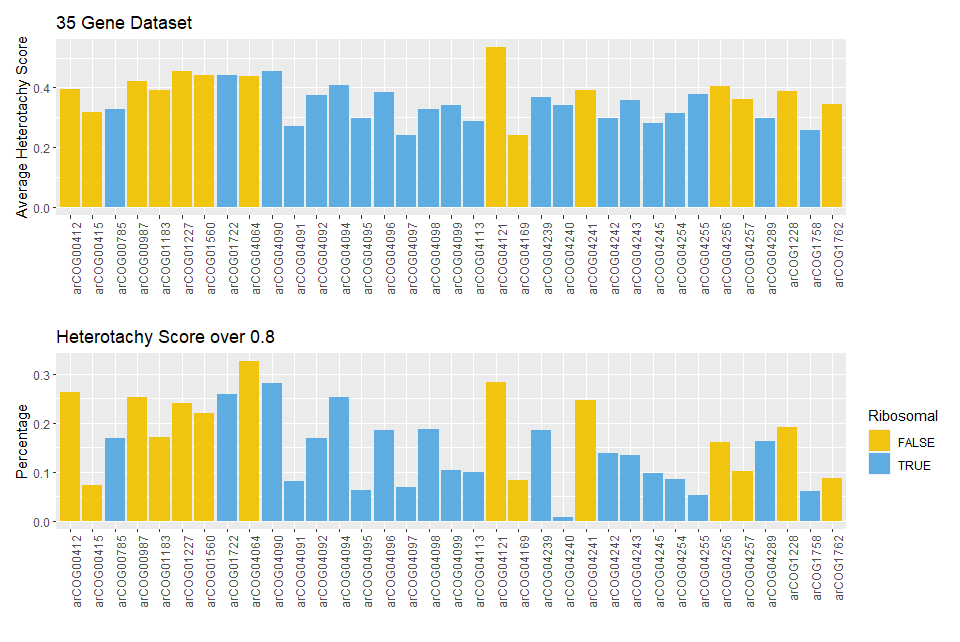 35 Gene Dataset
Average Heterotachy Score
0.4
0.2
0.0
arCOG00412
arCOG00415
arCOG00785
arCOG00987
arCOG01183
arCOG01227
arCOG01560
arCOG01722
arCOG04064
arCOG04090
arCOG04091
arCOG04092
arCOG04094
arCOG04095
arCOG04096
arCOG04097
arCOG04098
arCOG04099
arCOG04113
arCOG04121
arCOG04169
arCOG04239
arCOG04240
arCOG04241
arCOG04242
arCOG04243
arCOG04245
arCOG04254
arCOG04255
arCOG04256
arCOG04257
arCOG04289
arCOG1228
arCOG1758
arCOG1762
Heterotachy Score over 0.8
Percentage
0.3
0.2
0.1
0.0
arCOG00412
arCOG00415
arCOG00785
arCOG00987
arCOG01183
arCOG01227
arCOG01560
arCOG01722
arCOG04064
arCOG04090
arCOG04091
arCOG04092
arCOG04094
arCOG04095
arCOG04096
arCOG04097
arCOG04098
arCOG04099
arCOG04113
arCOG04121
arCOG04169
arCOG04239
arCOG04240
arCOG04241
arCOG04242
arCOG04243
arCOG04245
arCOG04254
arCOG04255
arCOG04256
arCOG04257
arCOG04289
arCOG1228
arCOG1758
arCOG1762
Ribosomal
FALSE
TRUE